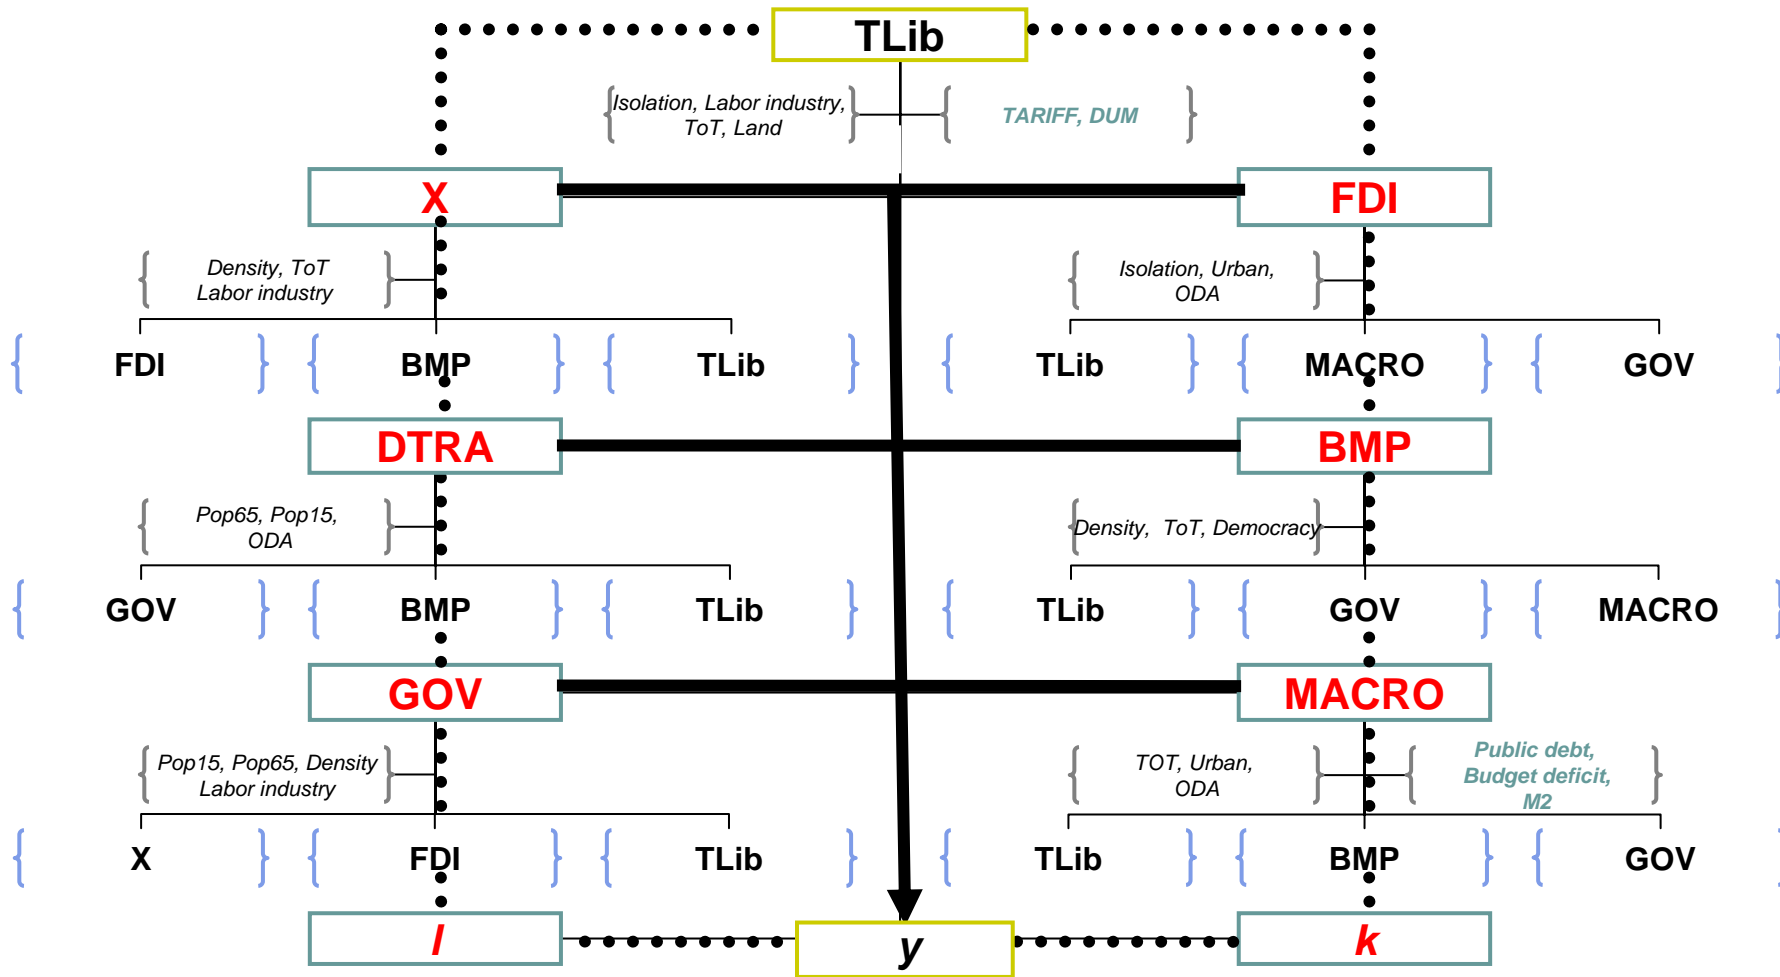 TLib
Isolation, Labor industry,
ToT, Land
TARIFF, DUM
X
FDI
Density, ToT
Labor industry
Isolation, Urban,
ODA
FDI
BMP
TLib
TLib
MACRO
GOV
DTRA
BMP
Pop65, Pop15,
ODA
Density, ToT, Democracy
GOV
BMP
TLib
TLib
GOV
MACRO
GOV
MACRO
Pop15, Pop65, Density
Labor industry
TOT, Urban,
ODA
Public debt,
Budget deficit,
M2
X
FDI
TLib
TLib
BMP
GOV
l
y
k